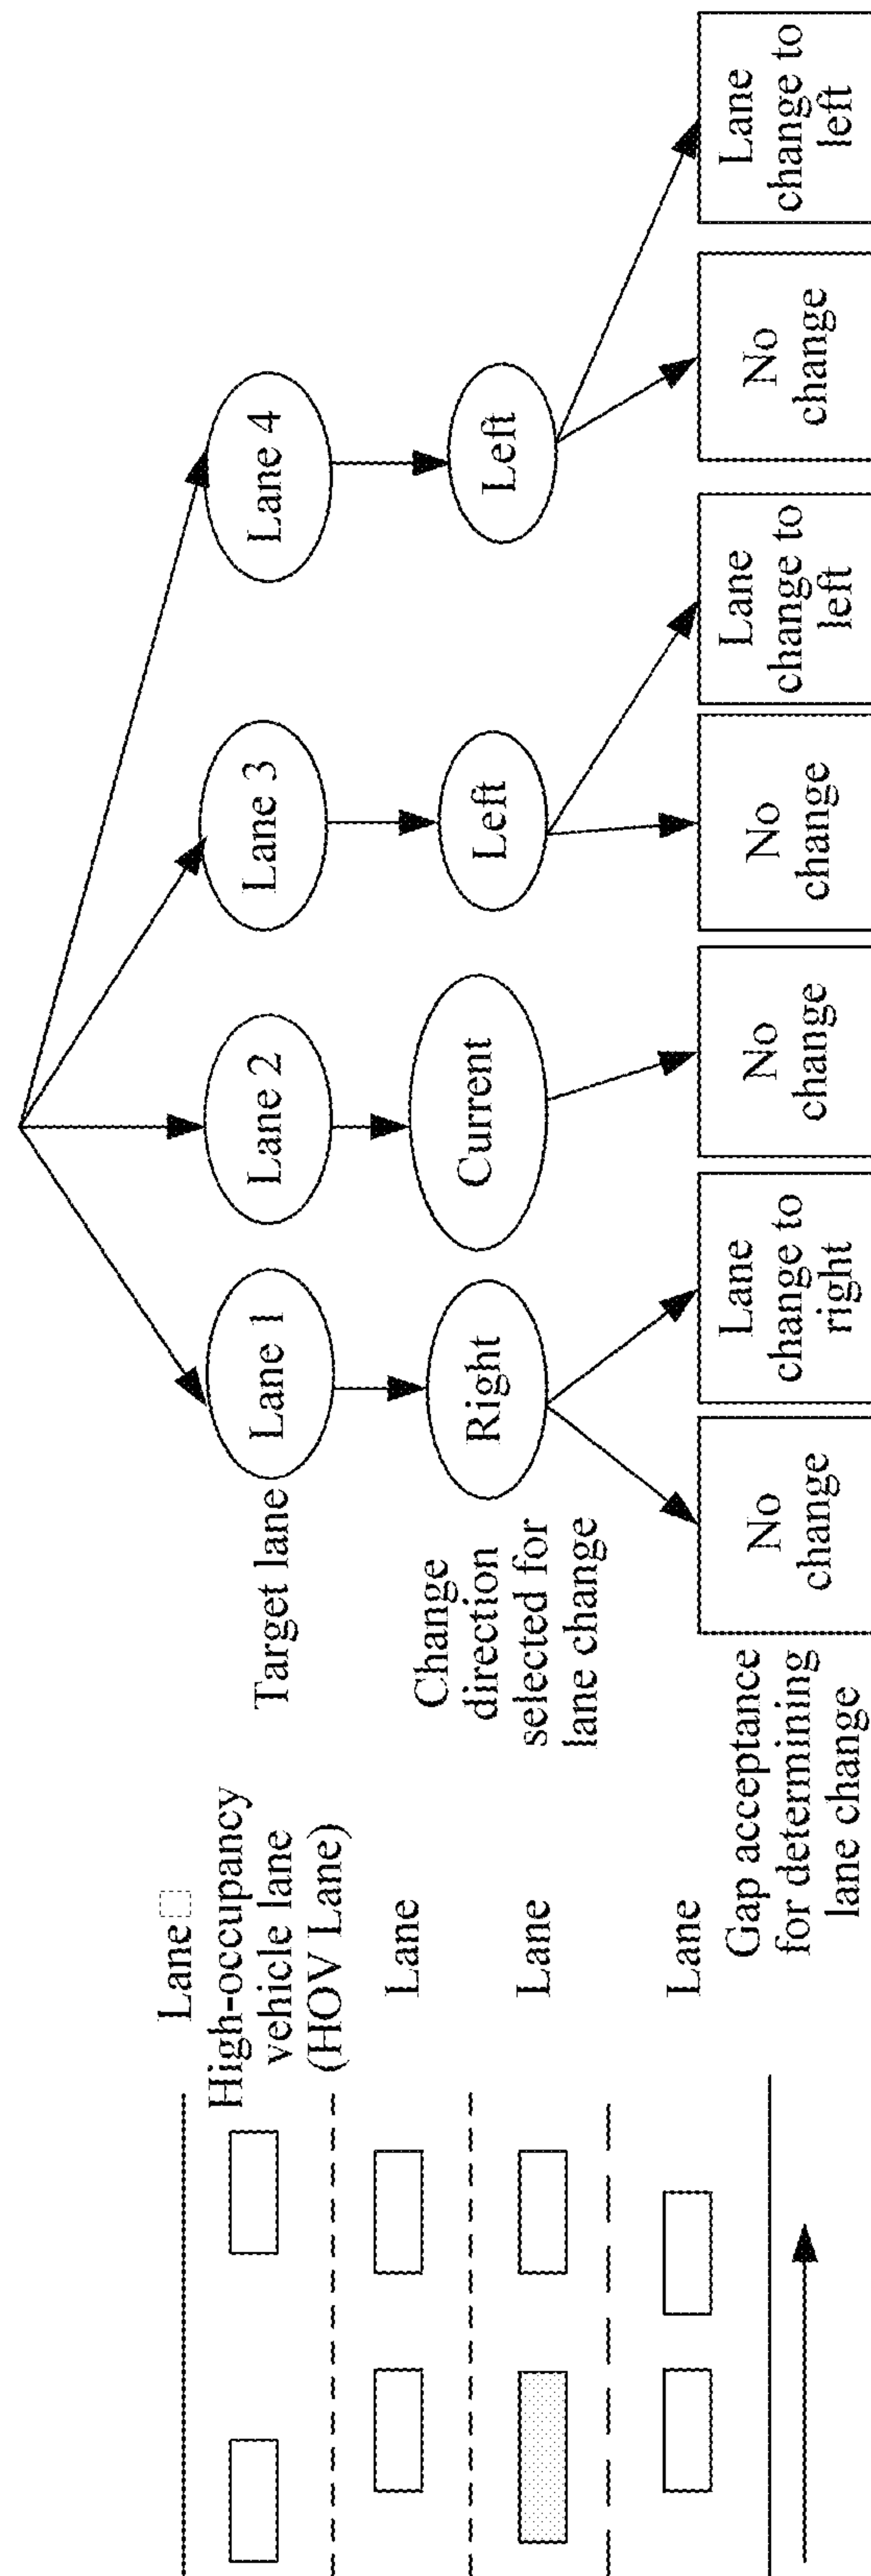 Lane
High-occupancy
vehicle lane
(HOV Lane)
Lane
Lane
Lane
Target lane
Lane 1
Lane 2
Lane 3
Lane 4
Change
direction
selected for
lane change
Right
Current
Left
Left
Gap acceptance
for determining
lane change
No
change
Lane
change to
right
No
change
No
change
Lane
change to
left
No
change
Lane
change to
left